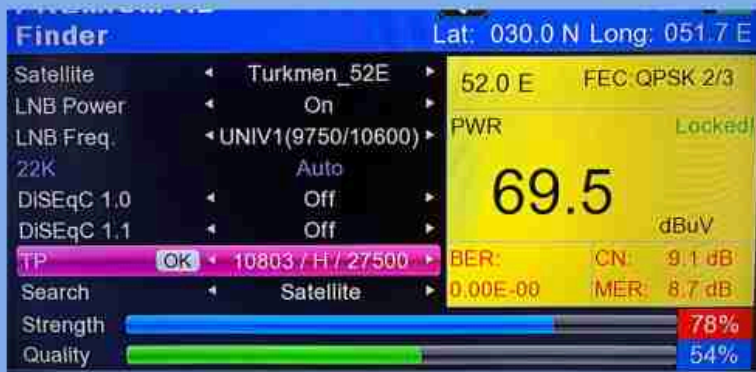 Finder
Lat: 030.0 N Long: 051.7 E
Satellite Turkmen_52E
LNB Power On
LNB Freq. UNIV1(9750/10600)
22K Auto
DiSEqC 1.0 Off
DiSEqC 1.1 Off
TP OK 10803 / H / 27500
Search Satellite
52.0 E FEC:QPSK 2/3
PWR Locked!
69.5
dBuV
BER: CN: 9.1 dB
0.00E-00 MER: 8.7 dB
Strength 78%
Quality 54%